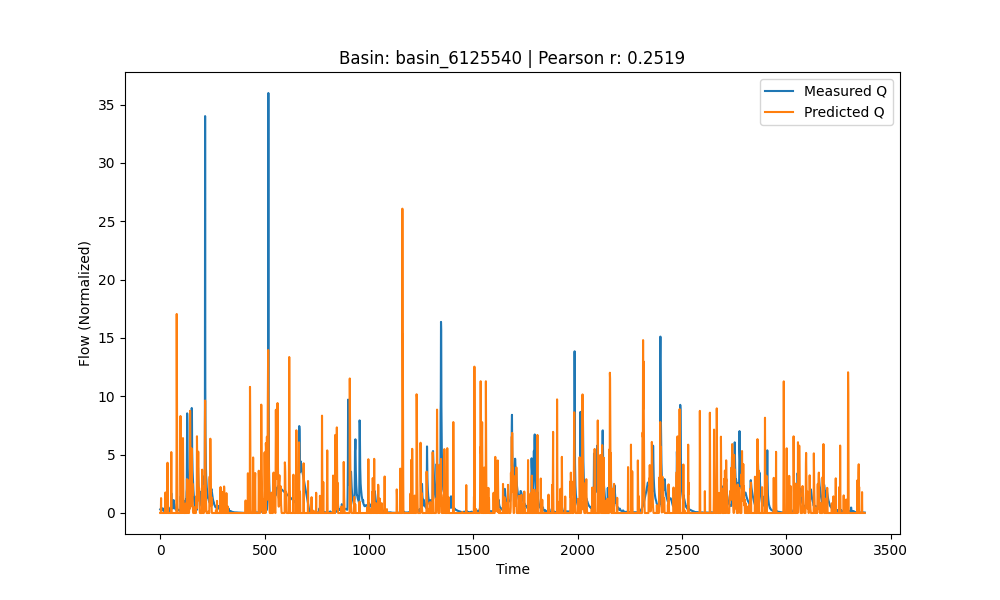 Basin: basin_6125540 | Pearson r: 0.2519
Measured Q
Predicted Q
Flow (Normalized)
35
30
25
20
15
10
5
0
0 500 1000 1500 2000 2500 3000 3500
Time